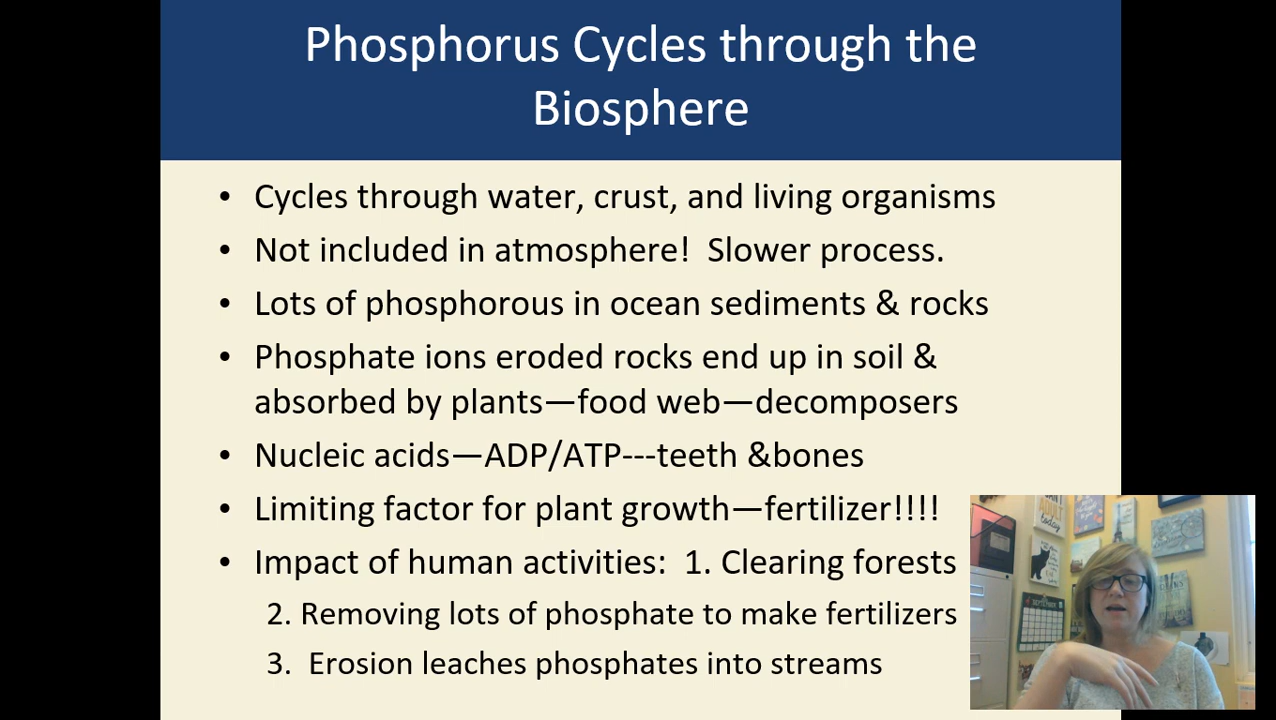 Phosphorus Cycles through the
Biosphere
• Cycles through water, crust, and living organisms
• Not included in atmosphere!  Slower process.
• Lots of phosphorous in ocean sediments & rocks
• Phosphate ions eroded rocks end up in soil &
absorbed by plants—food web—decomposers
• Nucleic acids—ADP/ATP---teeth &bones
• Limiting factor for plant growth—fertilizer!!!!
• Impact of human activities:  1. Clearing forests
2. Removing lots of phosphate to make fertilizers
3.  Erosion leaches phosphates into streams
ADULT
today